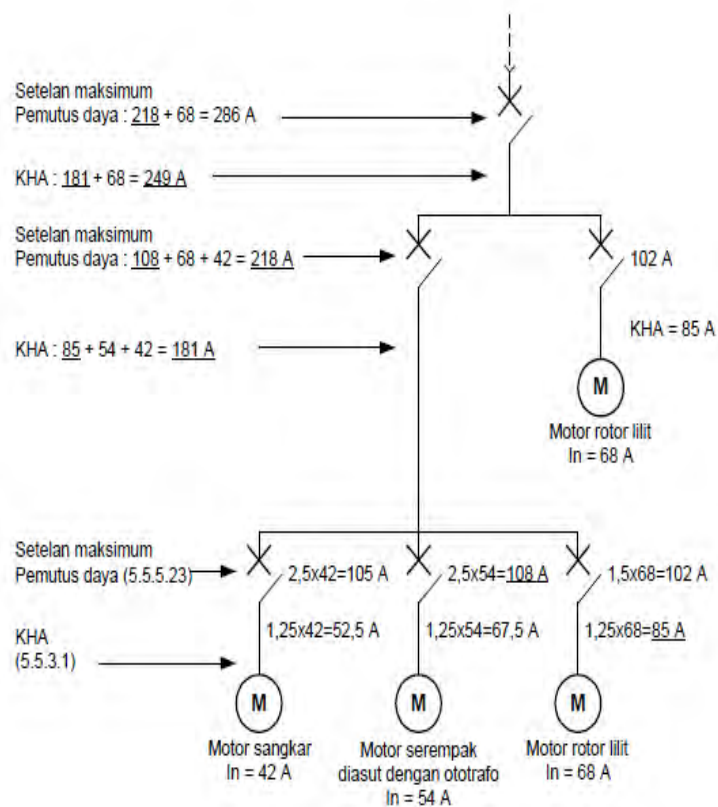 Setelan maksimum
Pemutus daya : 218 + 68 = 286 A
KHA : 181 + 68 = 249 A
Setelan maksimum
Pemutus daya : 108 + 68 + 42 = 218 A
102 A
KHA = 85 A
KHA : 85 + 54 + 42 = 181 A
M
Motor rotor lilit
In = 68 A
Setelan maksimum
Pemutus daya (5.5.5.23)
2,5x42=105 A
2,5x54=108 A
1,5x68=102 A
KHA
(5.5.3.1)
1,25x42=52,5 A
1,25x54=67,5 A
1,25x68=85 A
M
M
M
Motor sangkar
In = 42 A
Motor serempak
diasut dengan ototrafo
In = 54 A
Motor rotor lilit
In = 68 A